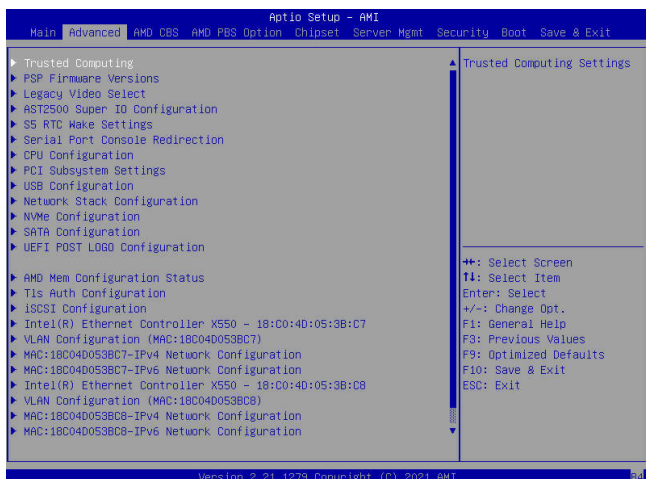 Aptio Setup – AMI
Main Advanced AMD CBS AMD PBS Option Chipset Server Mgmt Security Boot Save & Exit
Trusted Computing
PSP Firmware Versions
Legacy Video Select
AST2500 Super IO Configuration
S5 RTC Wake Settings
Serial Port Console Redirection
CPU Configuration
PCI Subsystem Settings
USB Configuration
Network Stack Configuration
NVMe Configuration
SATA Configuration
UEFI POST LOGO Configuration
AMD Mem Configuration Status
Tls Auth Configuration
iSCSI Configuration
Intel(R) Ethernet Controller X550 – 18:C0:4D:05:3B:C7
VLAN Configuration (MAC:18C04D053BC7)
MAC:18C04D053BC7-IPv4 Network Configuration
MAC:18C04D053BC7-IPv6 Network Configuration
Intel(R) Ethernet Controller X550 – 18:C0:4D:05:3B:C8
VLAN Configuration (MAC:18C04D053BC8)
MAC:18C04D053BC8-IPv4 Network Configuration
MAC:18C04D053BC8-IPv6 Network Configuration
Trusted Computing Settings
→←: Select Screen
↑↓: Select Item
Enter: Select
+/-: Change Opt.
F1: General Help
F3: Previous Values
F9: Optimized Defaults
F10: Save & Exit
ESC: Exit
Version 2.21.1279 Copyright (C) 2021 AMI